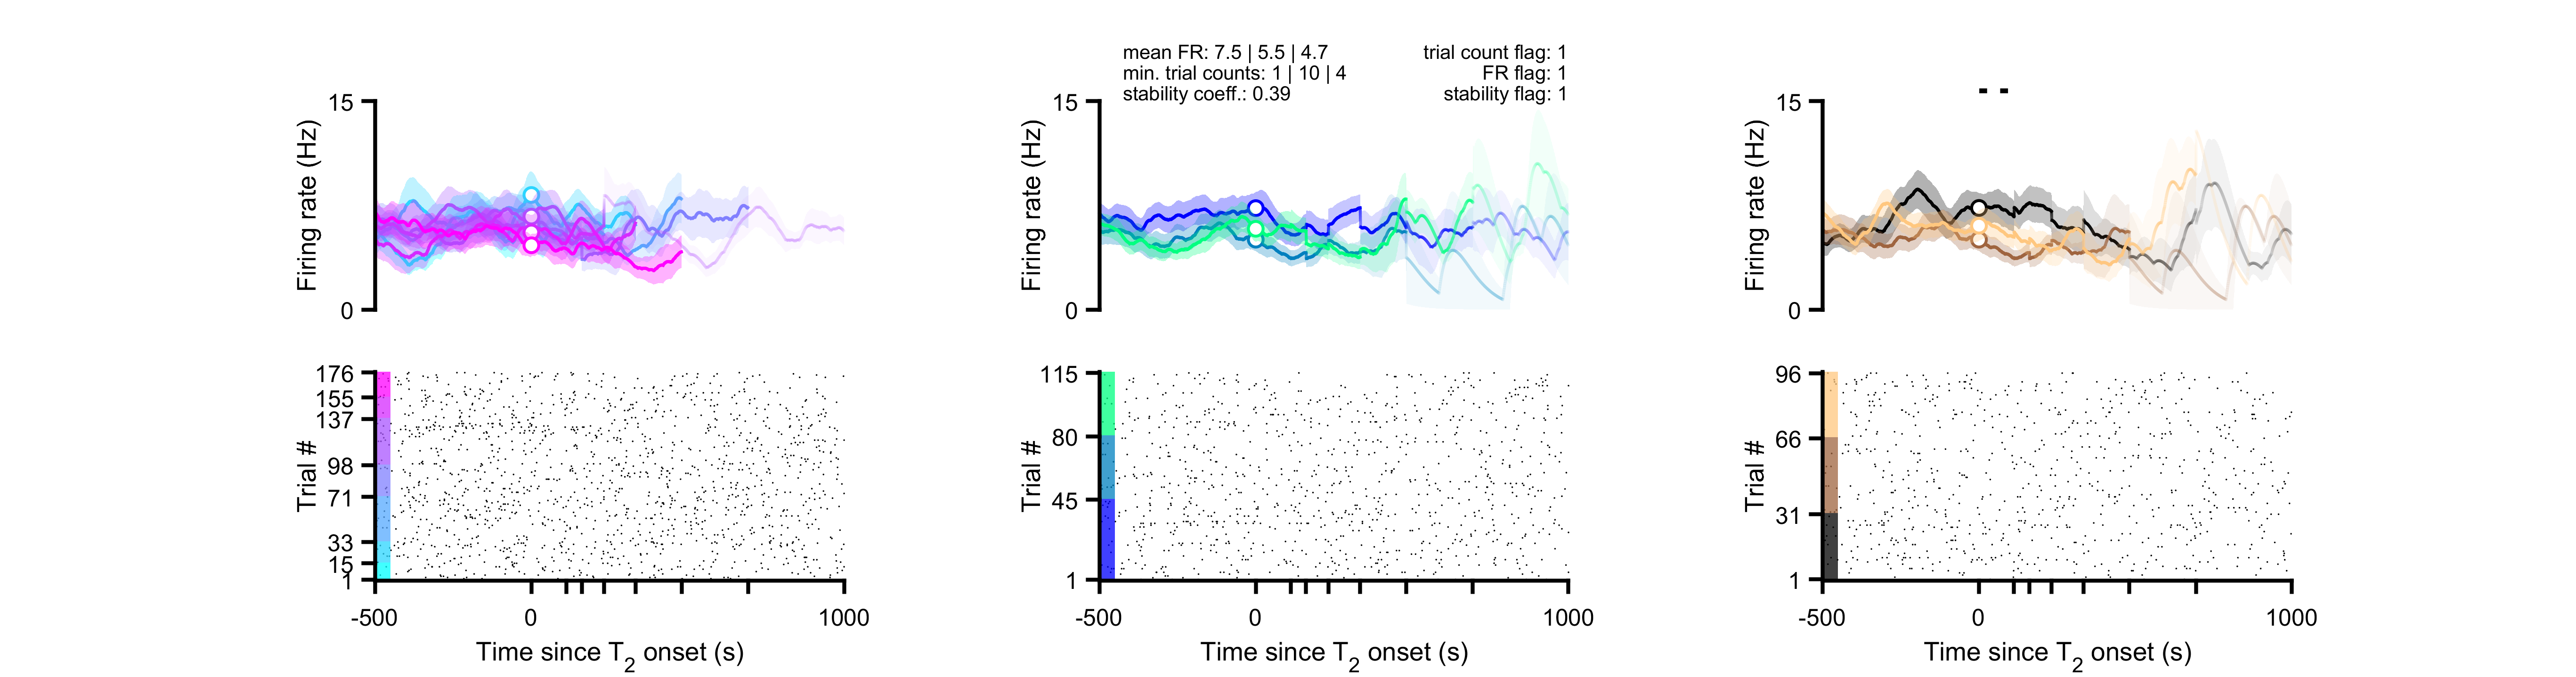 mean FR: 7.5 | 5.5 | 4.7
min. trial counts: 1 | 10 | 4
stability coeff.: 0.39
trial count flag: 1
FR flag: 1
stability flag: 1
15
0
Firing rate (Hz)
15
0
Firing rate (Hz)
15
0
Firing rate (Hz)
176
155
137
98
71
33
15
1
Trial #
-500
0
1000
Time since T2 onset (s)
115
80
45
1
Trial #
-500
0
1000
Time since T2 onset (s)
96
66
31
1
Trial #
-500
0
1000
Time since T2 onset (s)